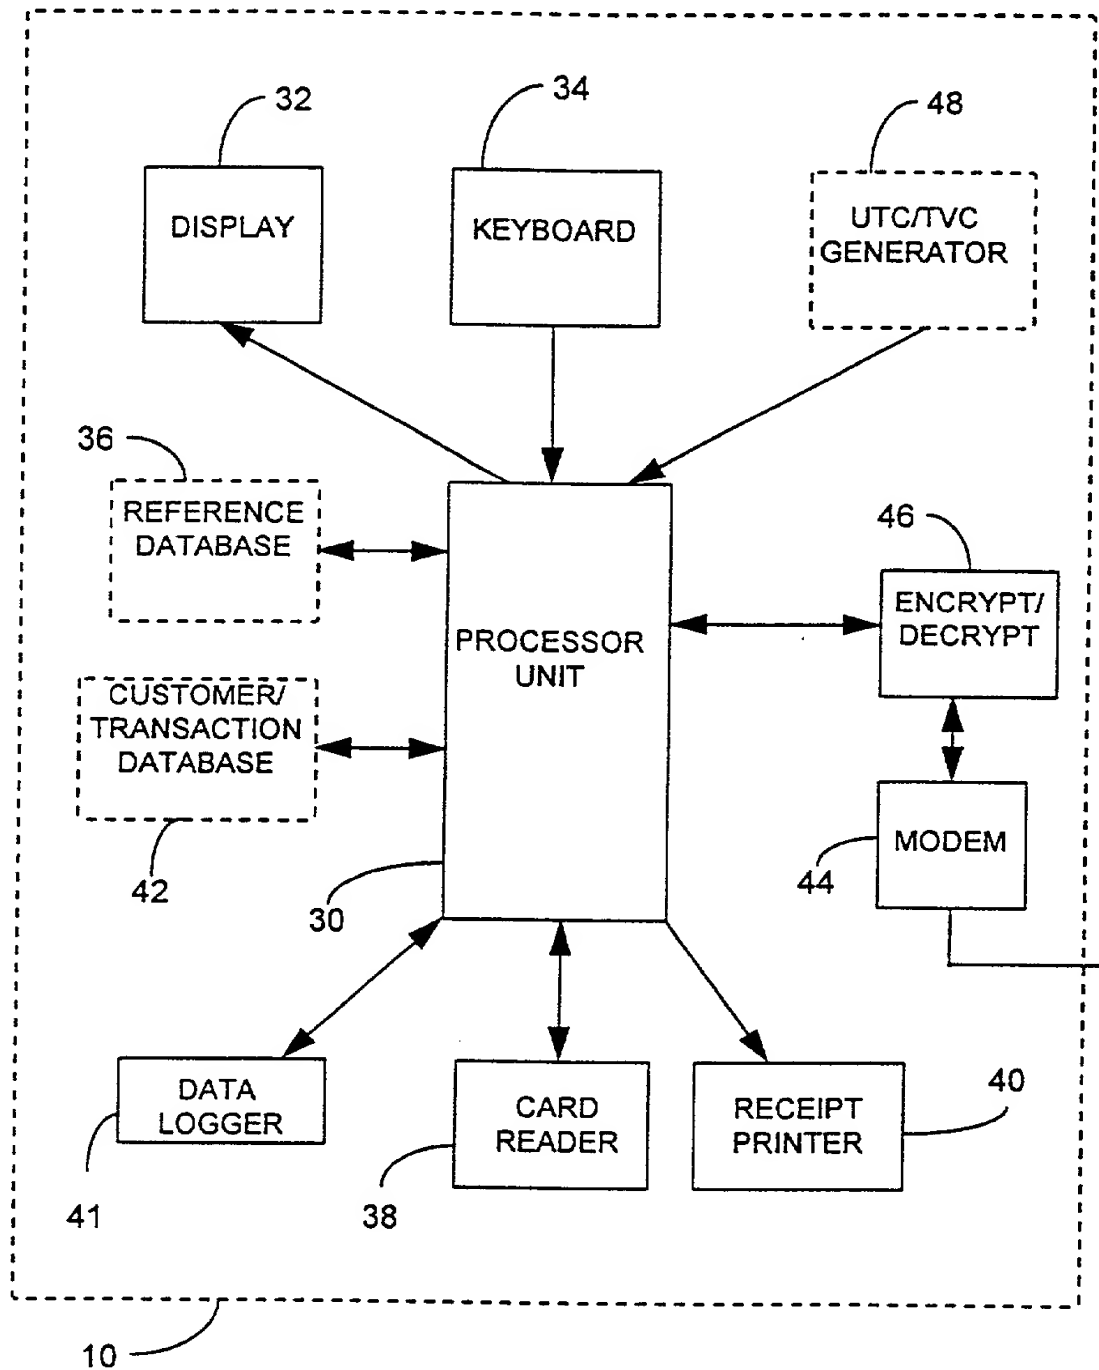 32
34
48
DISPLAY
KEYBOARD
UTC/TVC
GENERATOR
36
REFERENCE
DATABASE
46
ENCRYPT/
DECRYPT
PROCESSOR
UNIT
CUSTOMER/
TRANSACTION
DATABASE
MODEM
42
44
30
DATA
LOGGER
CARD
READER
RECEIPT
PRINTER
40
41
38
10